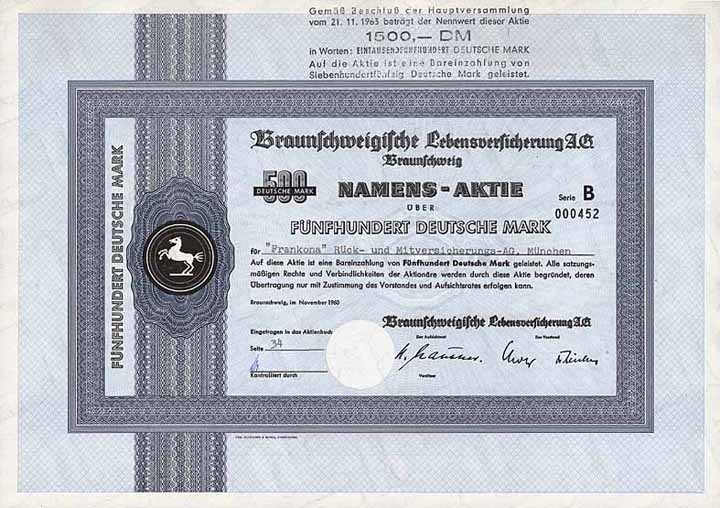 Gemäß Beschluß der Hauptversammlung
vom 21. 11. 1963 beträgt der Nennwert dieser Aktie
1500,— DM
in Worten: EINTAUSENDFÜNFHUNDERT DEUTSCHE MARK
Auf die Aktie ist eine Bareinzahlung von
Siebenhundertfünfzig Deutsche Mark geleistet.
FÜNFHUNDERT DEUTSCHE MARK
Braunschweigische Lebensversicherung A.G.
Braunschweig
500
DEUTSCHE MARK
NAMENS-AKTIE
ÜBER
Serie B
000452
FÜNFHUNDERT DEUTSCHE MARK
für "Frankona" Rück- und Mitversicherungs-AG, München
Auf diese Aktie ist eine Bareinzahlung von Fünfhundert Deutsche Mark geleistet. Alle satzungs-
mäßigen Rechte und Verbindlichkeiten der Aktionäre werden durch diese Aktie begründet, deren
Übertragung nur mit Zustimmung des Vorstandes und Aufsichtsrates erfolgen kann.
Braunschweig, im November 1960
Eingetragen in das Aktienbuch
Seite 34
Kontrolliert durch
Braunschweigische Lebensversicherung A.G.
Der Aufsichtsrat
Der Vorstand
Vorsitzer